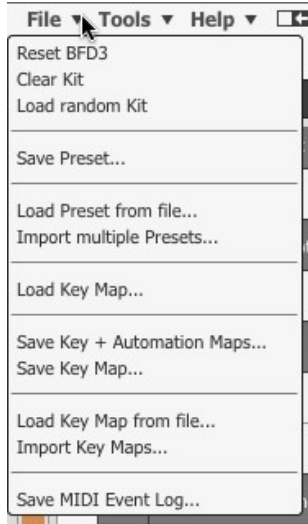 File ▼ Tools ▼ Help ▼
Reset BFD3
Clear Kit
Load random Kit
Save Preset...
Load Preset from file...
Import multiple Presets...
Load Key Map...
Save Key + Automation Maps...
Save Key Map...
Load Key Map from file...
Import Key Maps...
Save MIDI Event Log...